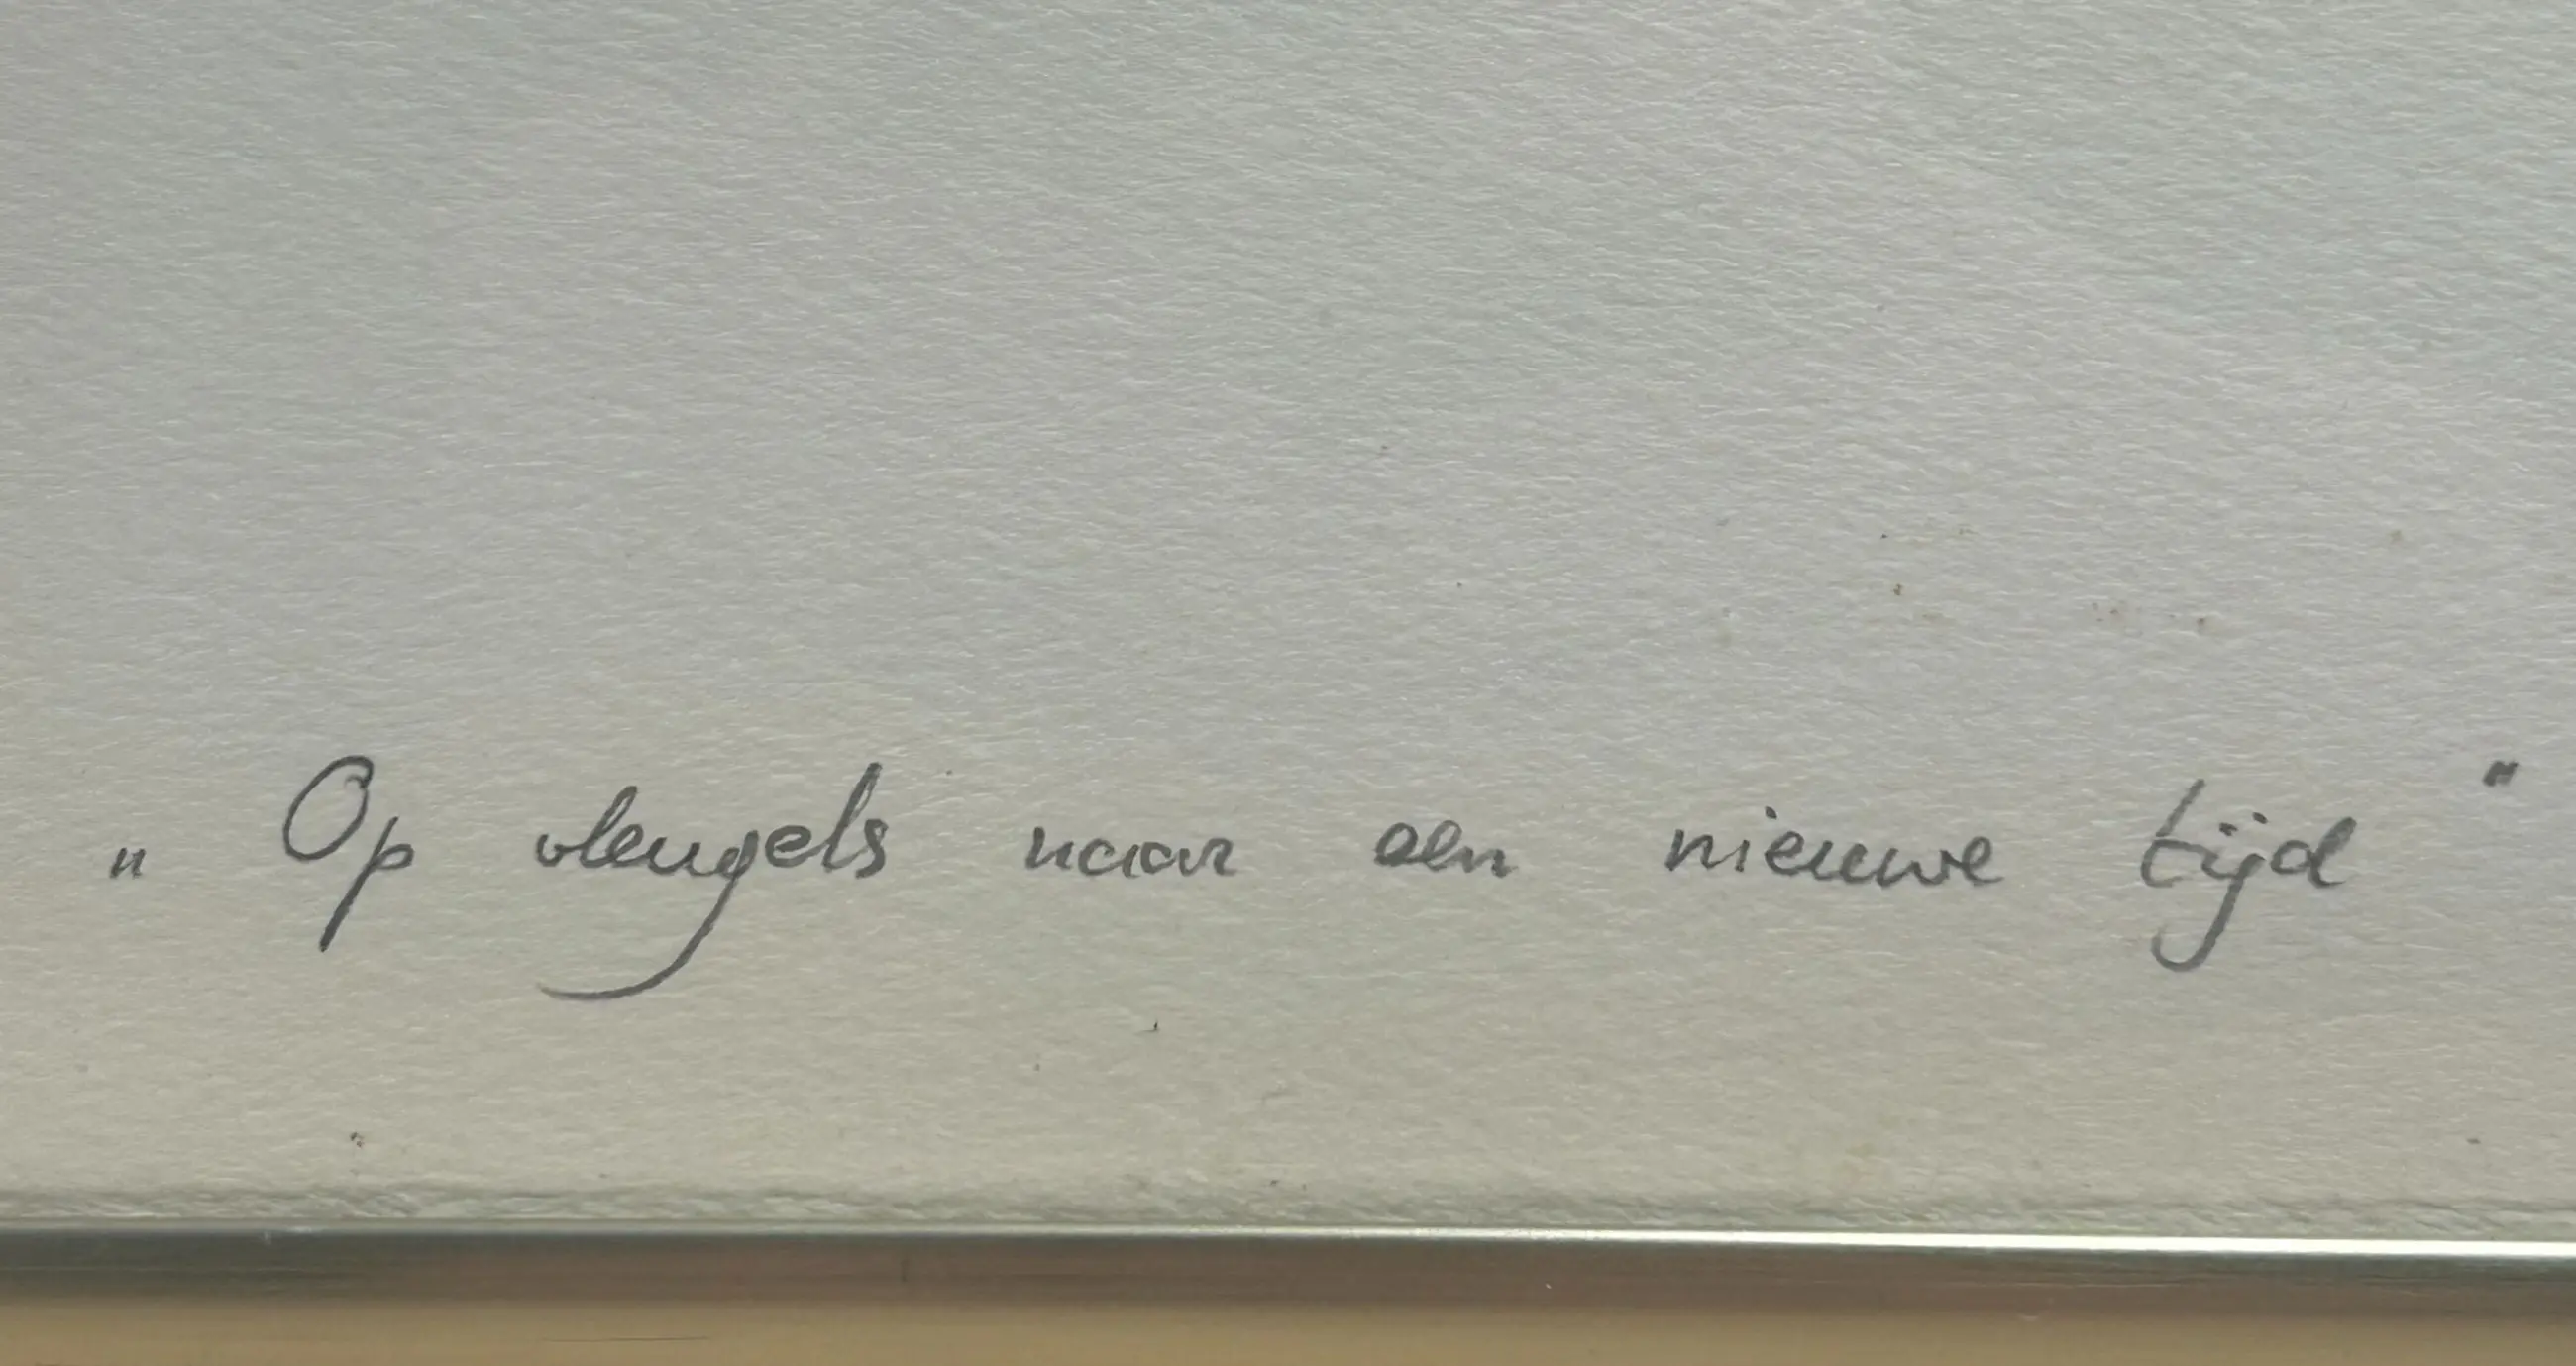 „ Op vleugels naar een nieuwe tijd "